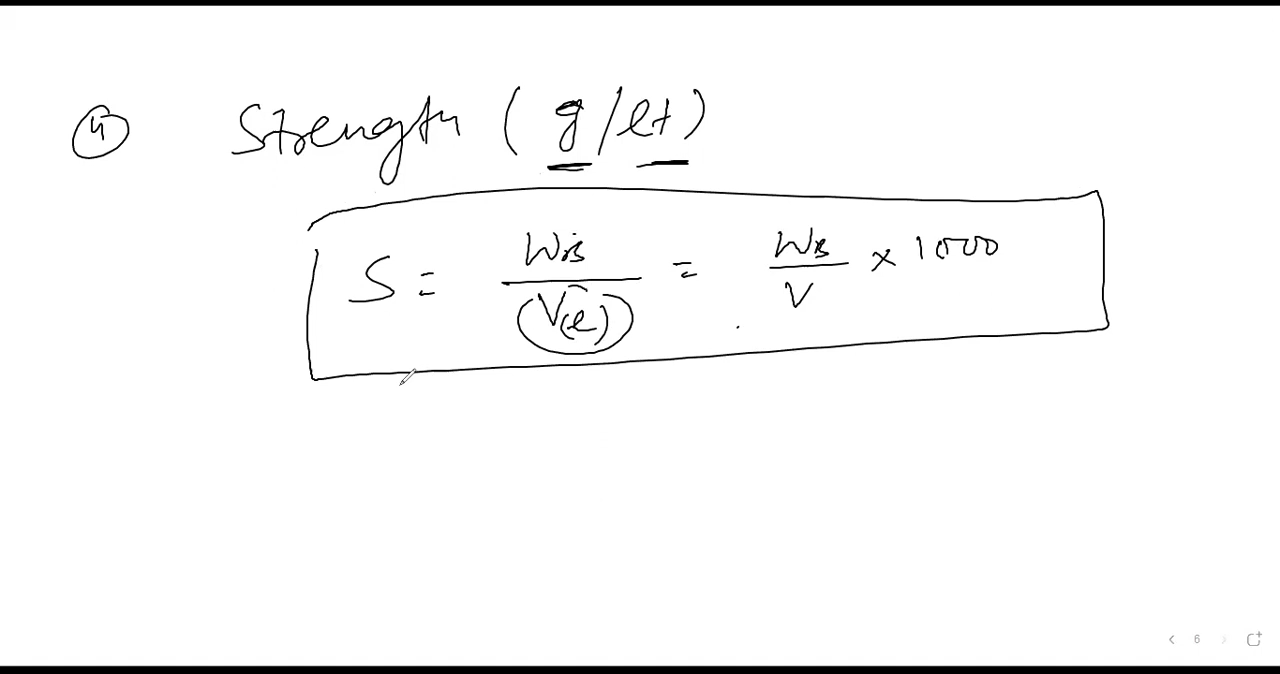 4 Strength (g/lt)
S = WB/(V(l)) = WB/V × 1000
< 6 >